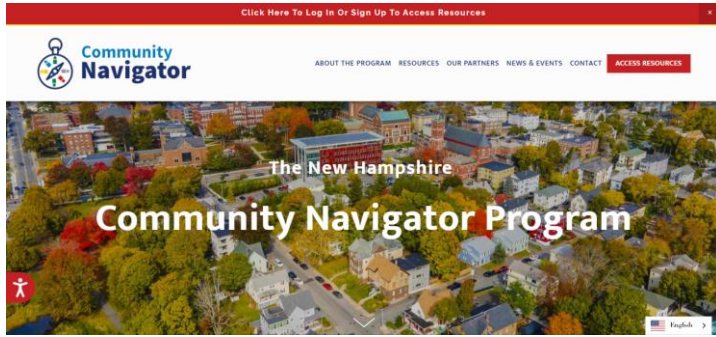 Click Here To Log In Or Sign Up To Access Resources
×
Community
Navigator
ABOUT THE PROGRAM RESOURCES OUR PARTNERS NEWS & EVENTS CONTACT ACCESS RESOURCES
The New Hampshire
Community Navigator Program
English